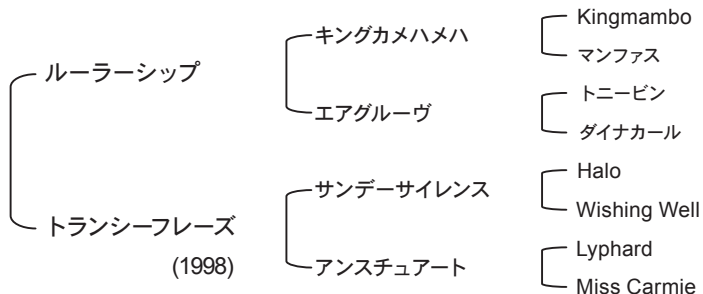 ルーラーシップ
キングカメハメハ
Kingmambo
マンファス
エアグルーヴ
トニービン
ダイナカール
トランシーフレーズ
(1998)
サンデーサイレンス
Halo
Wishing Well
アンスチュアート
Lyphard
Miss Carmie